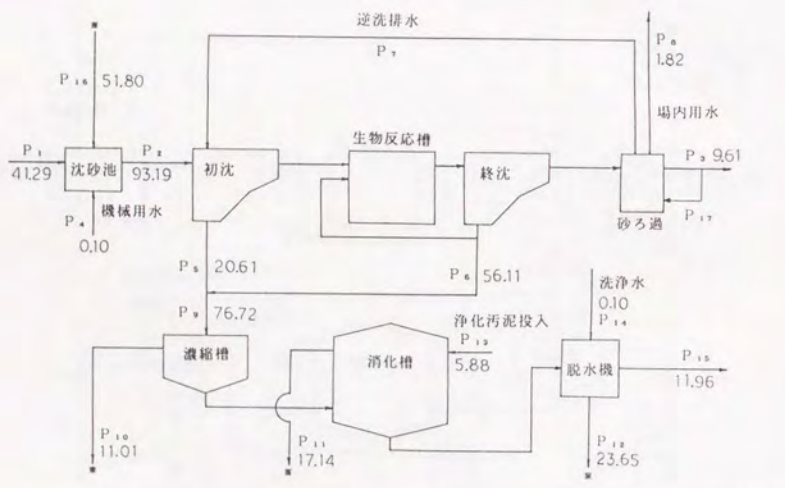 逆洗排水
P₇
P₈
1.82
場内用水
P₁₆ 51.80
生物反応槽
P₁
41.29
沈砂池
P₂
93.19
初沈
終沈
P₃ 9.61
P₁₇
砂ろ過
機械用水
P₄
0.10
P₅ 20.61
P₆ 56.11
P₉ 76.72
洗浄水
0.10
P₁₄
浄化汚泥投入
P₁₃
5.88
濃縮槽
消化槽
脱水機
P₁₅
11.96
P₁₀
11.01
P₁₁
17.14
P₁₂
23.65